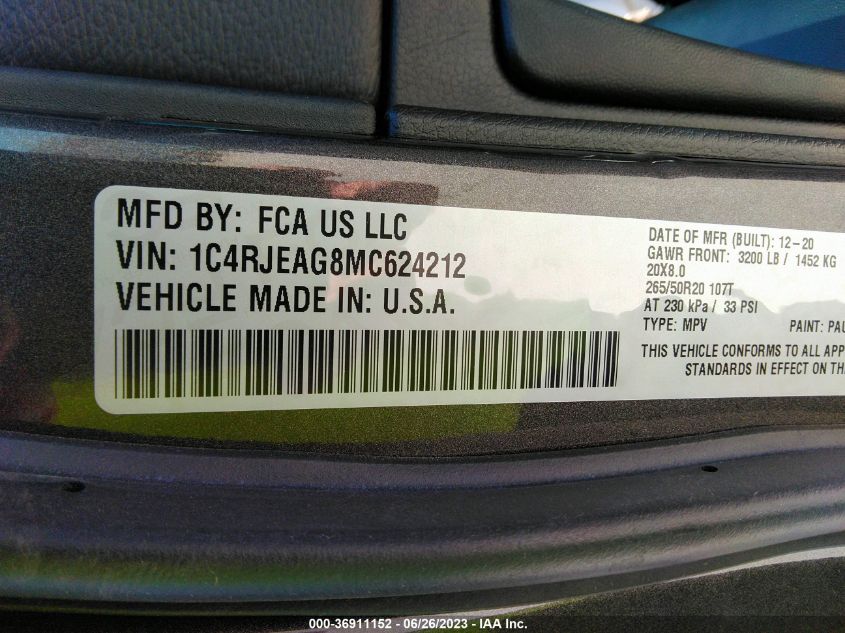 MFD BY: FCA US LLC
VIN: 1C4RJEAG8MC624212
VEHICLE MADE IN: U.S.A.
DATE OF MFR (BUILT): 12-20
GAWR FRONT: 3200 LB / 1452 KG
20X8.0
265/50R20 107T
AT 230 kPa / 33 PSI
TYPE: MPV PAINT: PAU
THIS VEHICLE CONFORMS TO ALL APP
STANDARDS IN EFFECT ON TH
000-36911152 - 06/26/2023 - IAA Inc.